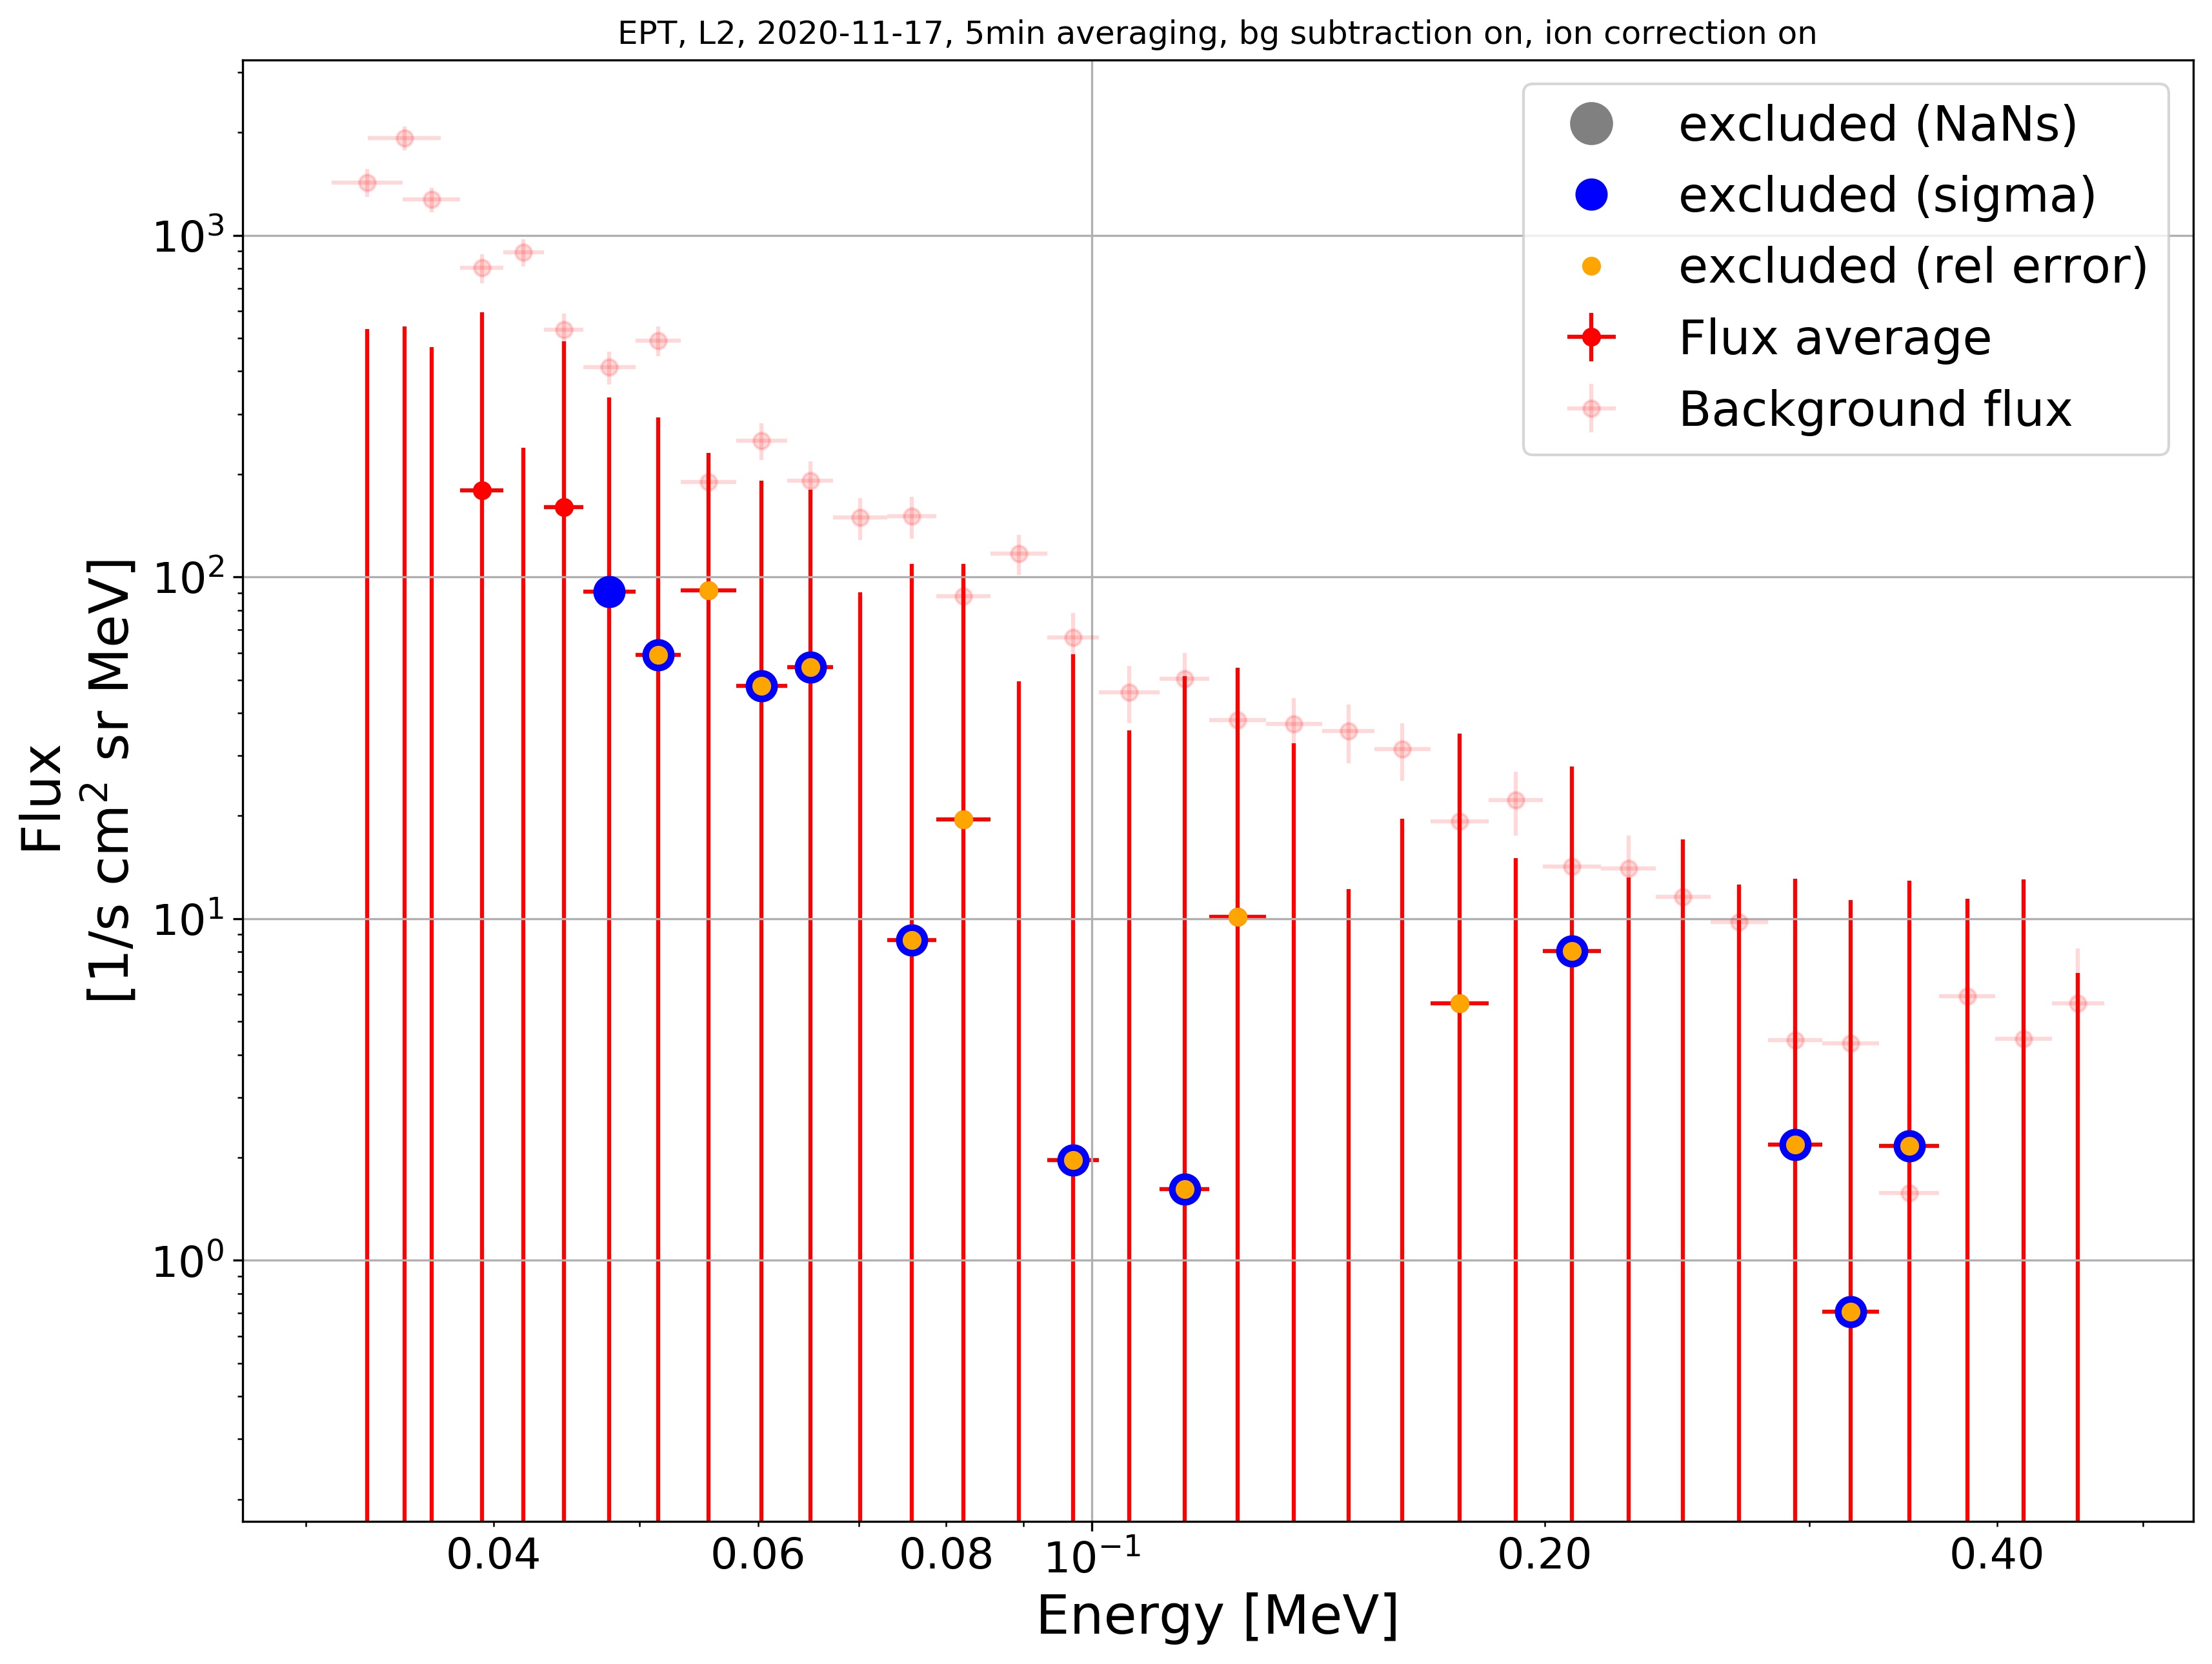 EPT, L2, 2020-11-17, 5min averaging, bg subtraction on, ion correction on
excluded (NaNs)
excluded (sigma)
excluded (rel error)
Flux average
Background flux
10³
10²
10¹
10⁰
Flux
[1/s cm² sr MeV]
0.04 0.06 0.08 10⁻¹ 0.20 0.40
Energy [MeV]